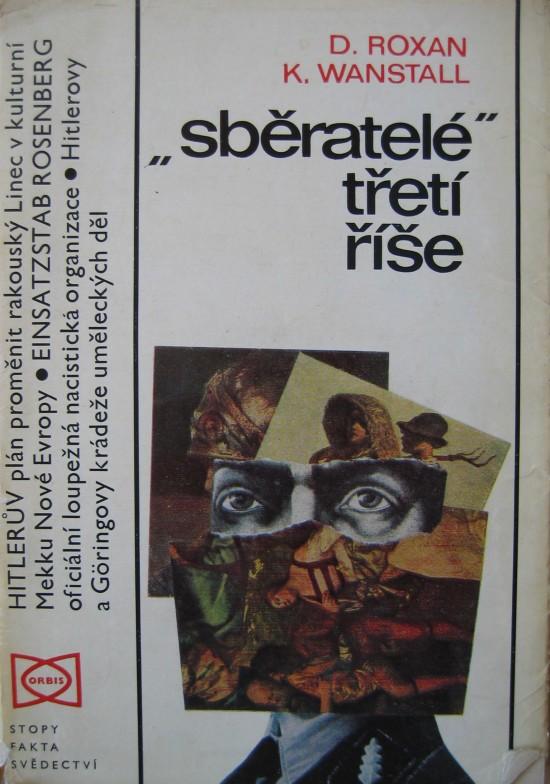 D. ROXAN
K. WANSTALL
„sběratelé"
třetí
říše
HITLERŮV plán proměnit rakouský Linec v kulturní
Mekku Nové Evropy ● EINSATZSTAB ROSENBERG
oficiální loupežná nacistická organizace ● Hitlerovy
a Göringovy krádeže uměleckých děl
ORBIS
STOPY
FAKTA
SVĚDECTVÍ